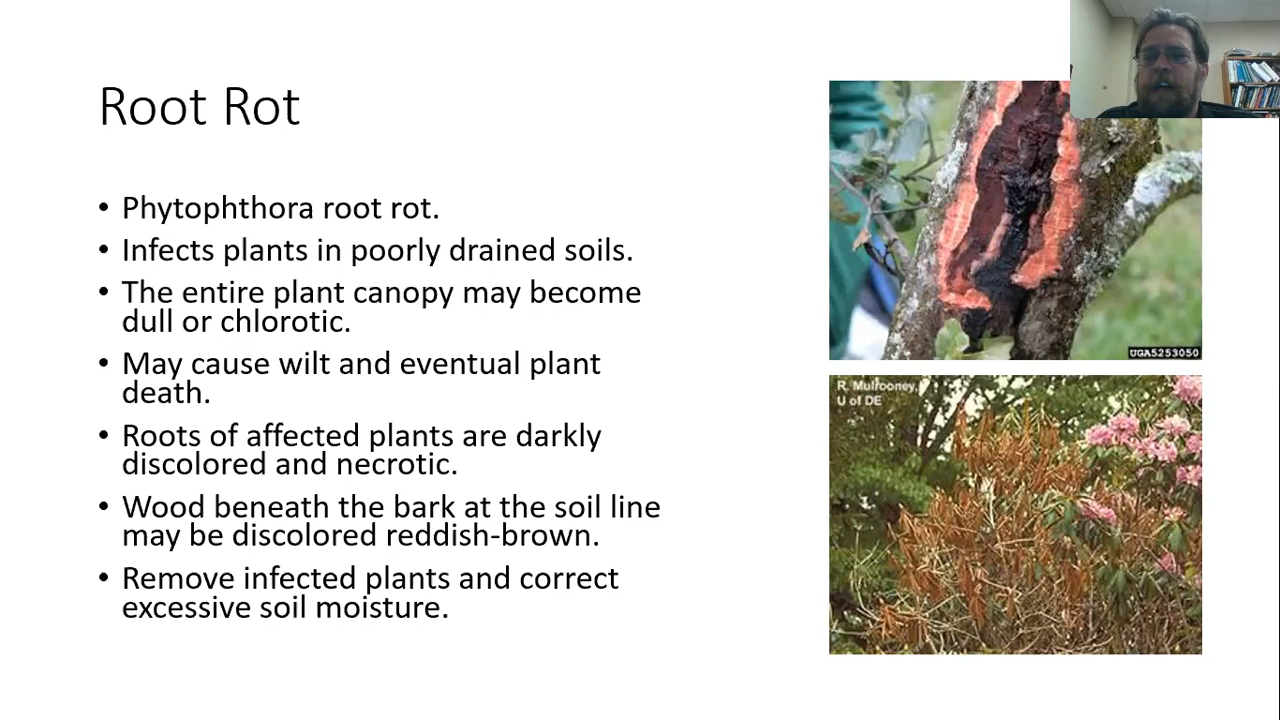 Root Rot
• Phytophthora root rot.
• Infects plants in poorly drained soils.
• The entire plant canopy may become
dull or chlorotic.
• May cause wilt and eventual plant
death.
• Roots of affected plants are darkly
discolored and necrotic.
• Wood beneath the bark at the soil line
may be discolored reddish-brown.
• Remove infected plants and correct
excessive soil moisture.
UGA5253050
R. Mulrooney,
U of DE